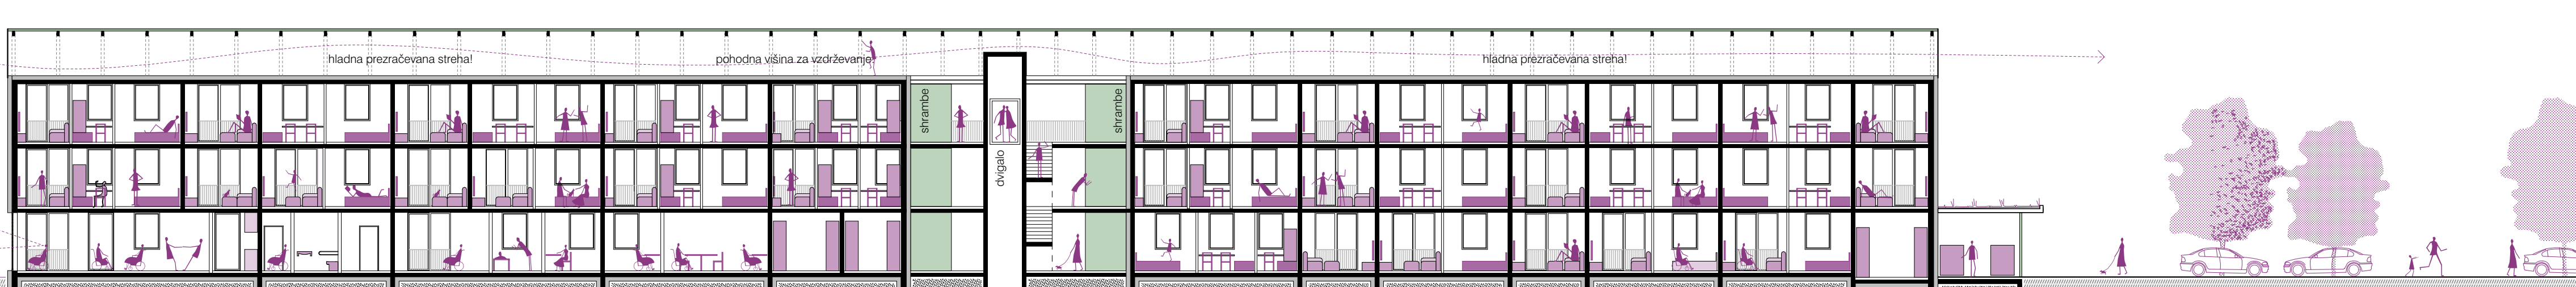 hladna prezračevana streha!
pohodna višina za vzdrževanje
hladna prezračevana streha!
shrambe
dvigalo
shrambe